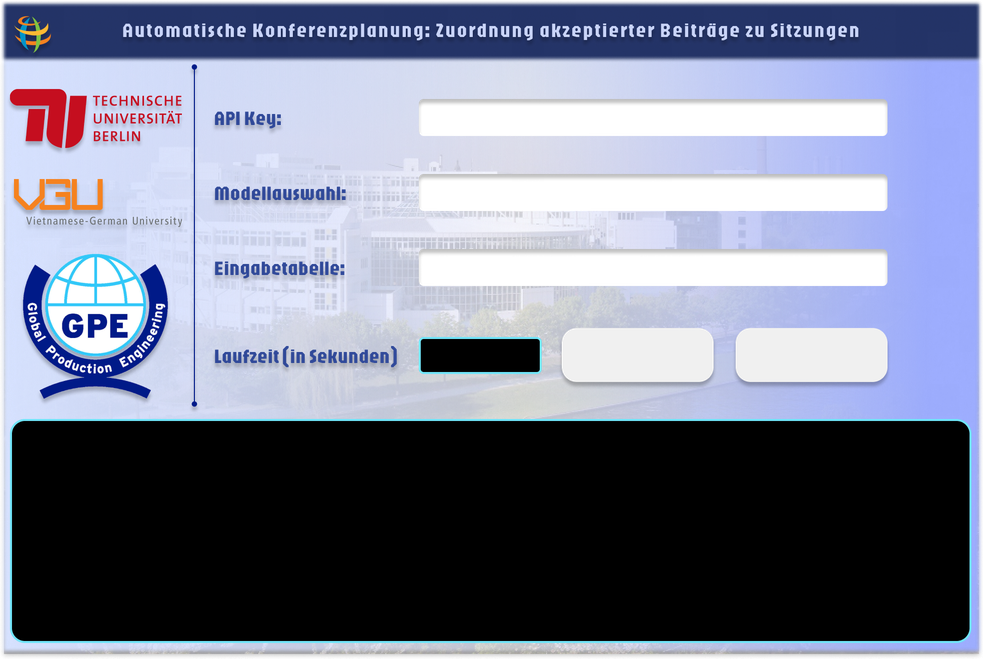 Automatische Konferenzplanung: Zuordnung akzeptierter Beiträge zu Sitzungen
TECHNISCHE
UNIVERSITÄT
BERLIN
VGU
Vietnamese-German University
GPE
Global Production Engineering
API Key:
Modellauswahl:
Eingabetabelle:
Laufzeit (in Sekunden)